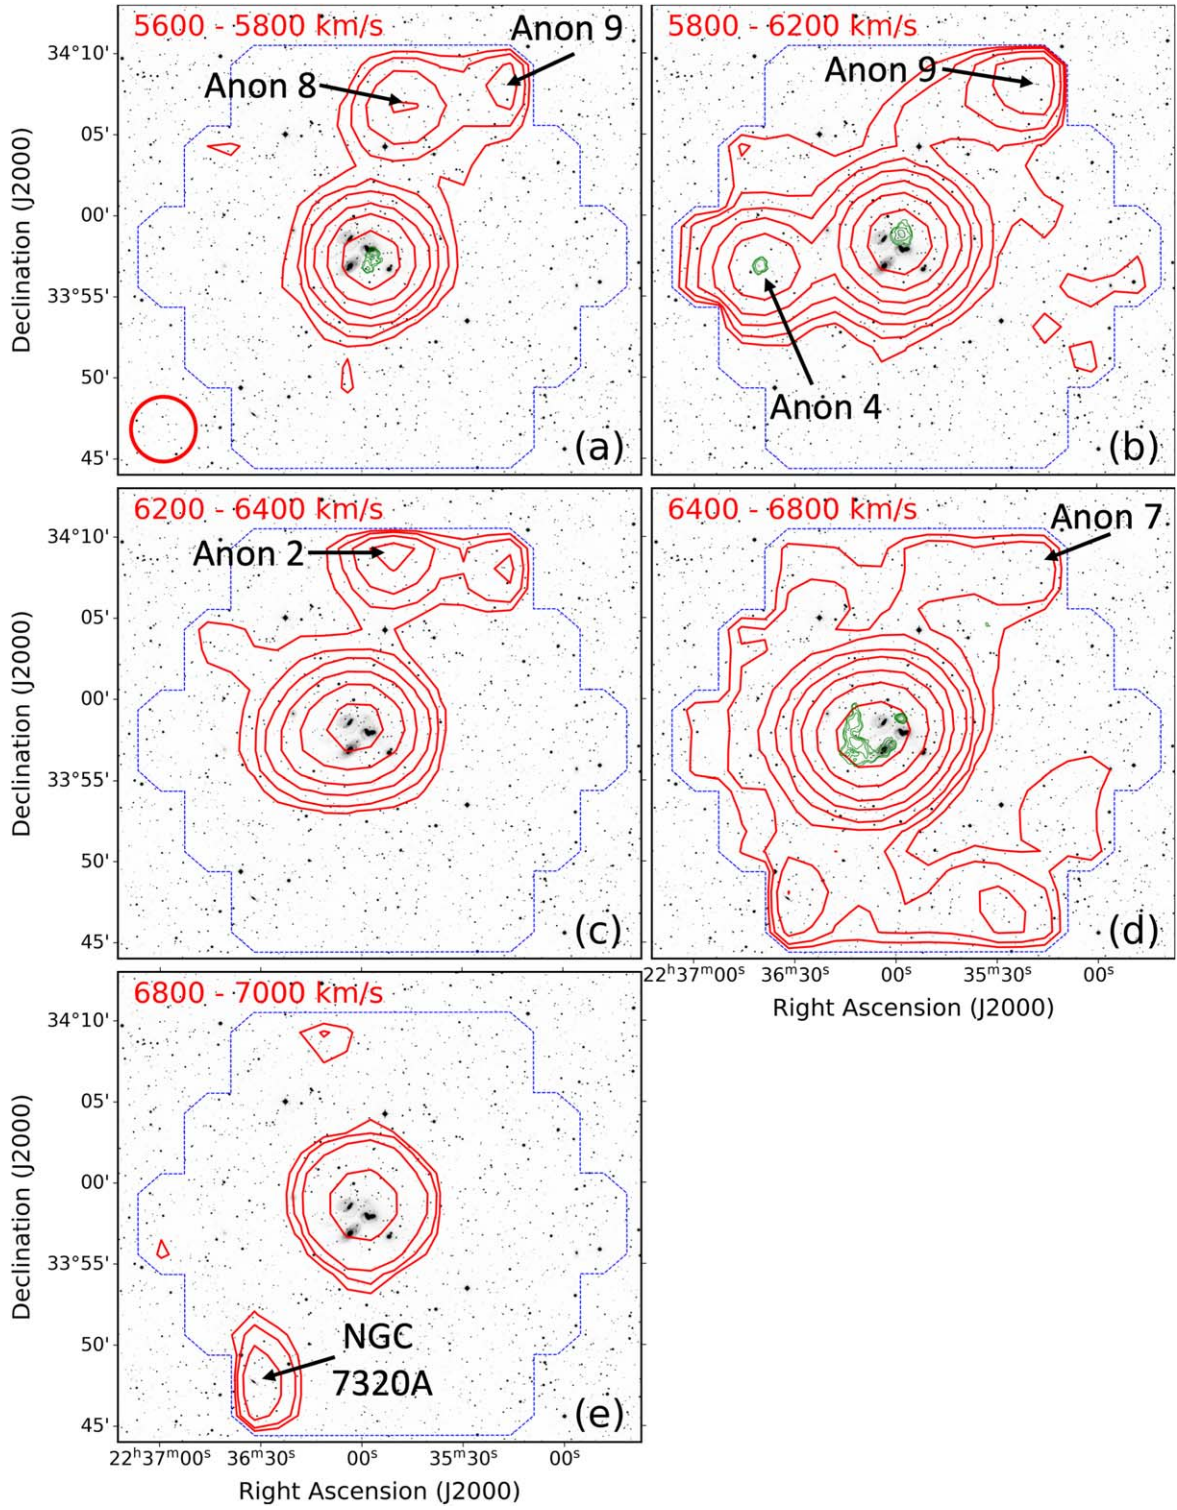 5600 - 5800 km/s
Anon 9
Anon 8
34°10'
05'
00'
33°55'
50'
45'
Declination (J2000)
(a)
5800 - 6200 km/s
Anon 9
Anon 4
(b)
6200 - 6400 km/s
Anon 2
34°10'
05'
00'
33°55'
50'
45'
Declination (J2000)
(c)
6400 - 6800 km/s
Anon 7
(d)
22ʰ37ᵐ00ˢ 36ᵐ30ˢ 00ˢ 35ᵐ30ˢ 00ˢ
Right Ascension (J2000)
6800 - 7000 km/s
34°10'
05'
00'
33°55'
50'
45'
Declination (J2000)
NGC
7320A
(e)
22ʰ37ᵐ00ˢ 36ᵐ30ˢ 00ˢ 35ᵐ30ˢ 00ˢ
Right Ascension (J2000)